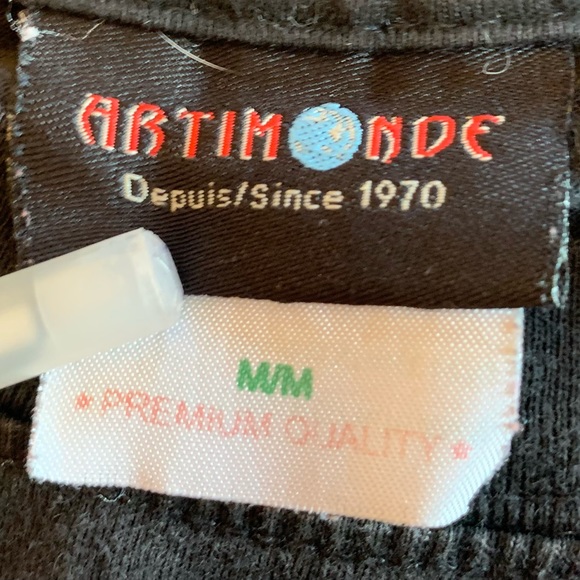 ARTIMONDE
Depuis/Since 1970
M/M
* PREMIUM QUALITY *